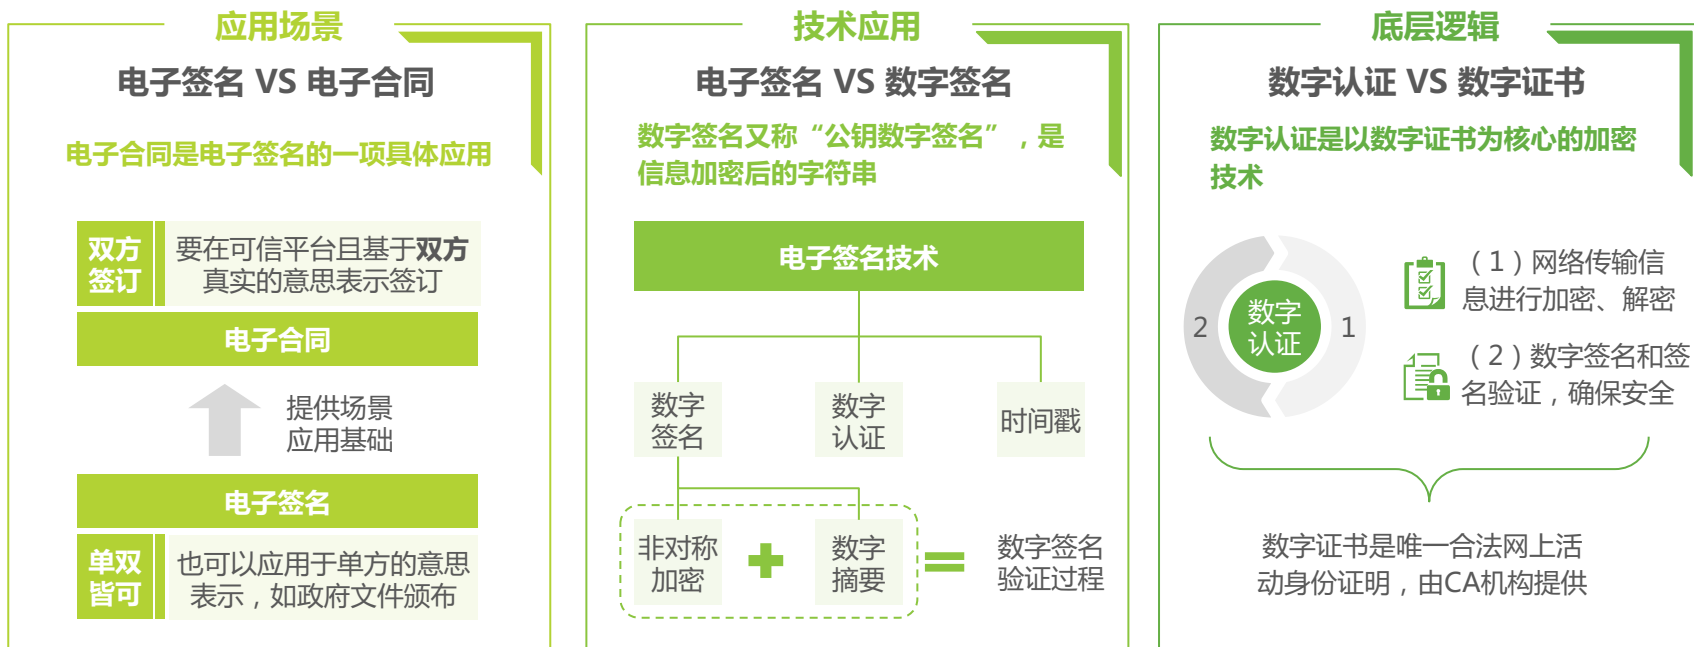 应用场景
电子签名 VS 电子合同
电子合同是电子签名的一项具体应用
双方
签订
要在可信平台且基于双方
真实的意思表示签订
电子合同
提供场景
应用基础
电子签名
单双
皆可
也可以应用于单方的意思
表示，如政府文件颁布
技术应用
电子签名 VS 数字签名
数字签名又称“公钥数字签名”，是
信息加密后的字符串
电子签名技术
数字
签名
数字
认证
时间戳
非对称
加密
数字
摘要
数字签名
验证过程
底层逻辑
数字认证 VS 数字证书
数字认证是以数字证书为核心的加密
技术
2
数字
认证
1
（1）网络传输信
息进行加密、解密
（2）数字签名和签
名验证，确保安全
数字证书是唯一合法网上活
动身份证明，由CA机构提供